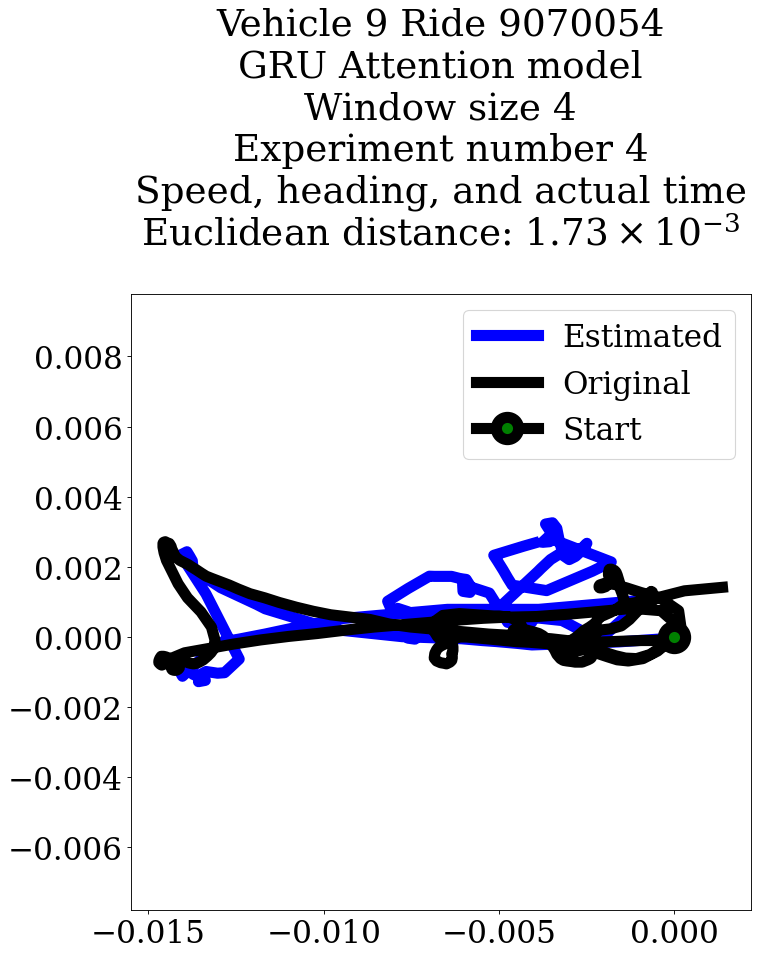 Vehicle 9 Ride 9070054
GRU Attention model
Window size 4
Experiment number 4
Speed, heading, and actual time
Euclidean distance: 1.73 × 10⁻³
Estimated
Original
Start
0.008
0.006
0.004
0.002
0.000
−0.002
−0.004
−0.006
−0.015
−0.010
−0.005
0.000